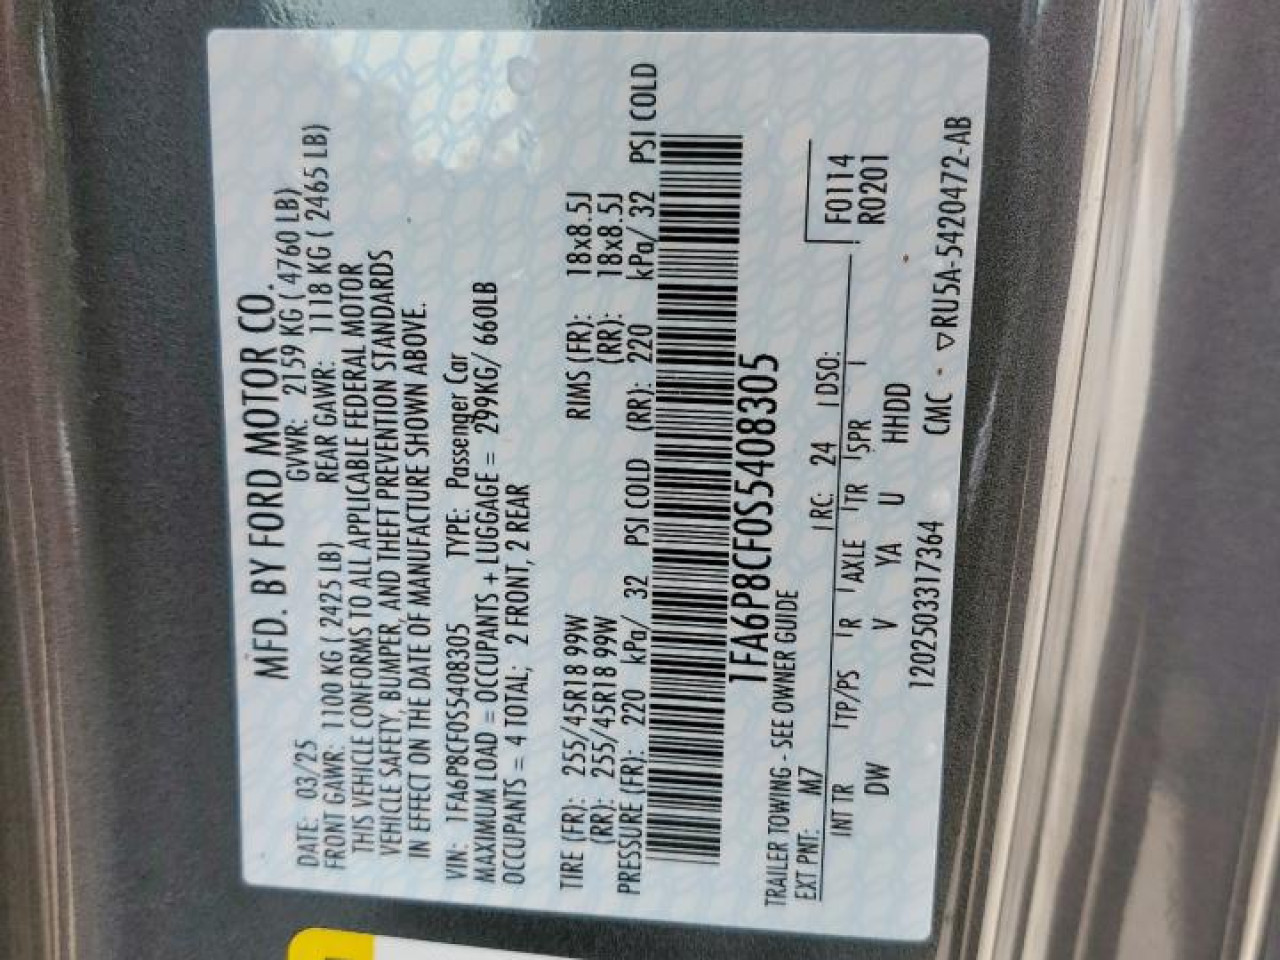 MFD. BY FORD MOTOR CO.
DATE: 03/25 GVWR: 2159 KG ( 4760 LB)
FRONT GAWR: 1100 KG ( 2425 LB) REAR GAWR: 1118 KG ( 2465 LB)
THIS VEHICLE CONFORMS TO ALL APPLICABLE FEDERAL MOTOR
VEHICLE SAFETY, BUMPER, AND THEFT PREVENTION STANDARDS
IN EFFECT ON THE DATE OF MANUFACTURE SHOWN ABOVE.
VIN: 1FA6P8CF0S5408305 TYPE: Passenger Car
MAXIMUM LOAD = OCCUPANTS + LUGGAGE = 299KG/ 660LB
OCCUPANTS = 4 TOTAL; 2 FRONT, 2 REAR
TIRE (FR): 255/45R18 99W RIMS (FR): 18x8.5J
(RR): 255/45R18 99W (RR): 18x8.5J
PRESSURE (FR): 220 kPa/ 32 PSI COLD (RR): 220 kPa/ 32 PSI COLD
1FA6P8CF0S5408305
TRAILER TOWING - SEE OWNER GUIDE
EXT PNT: M7 RC: 24 DSO: F0114
INT TR TP/PS R AXLE TR SPR R0201
DW V YA U HHDD
120250331 7364 CMC ▽RU5A-5420472-AB